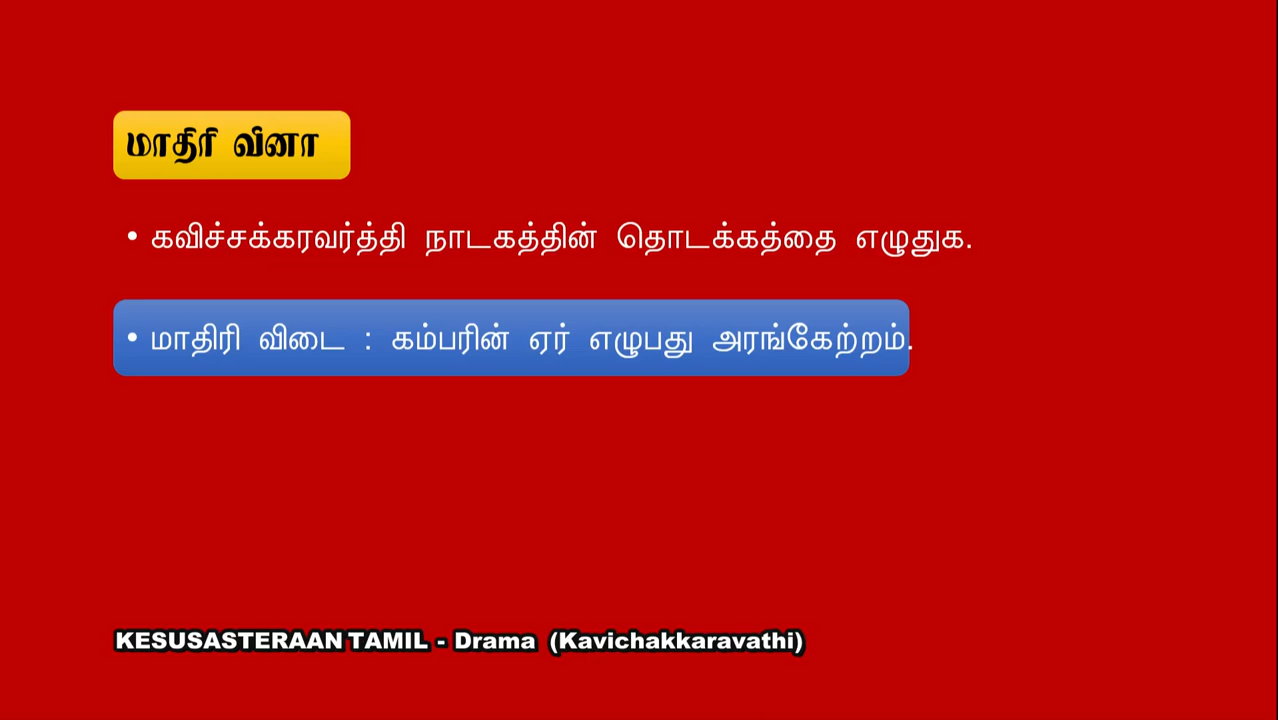 மாதிரி வினா
• கவிச்சக்கரவர்த்தி நாடகத்தின் தொடக்கத்தை எழுதுக.
• மாதிரி விடை : கம்பரின் ஏர் எழுபது அரங்கேற்றம்.
KESUSASTERAAN TAMIL - Drama (Kavichakkaravathi)